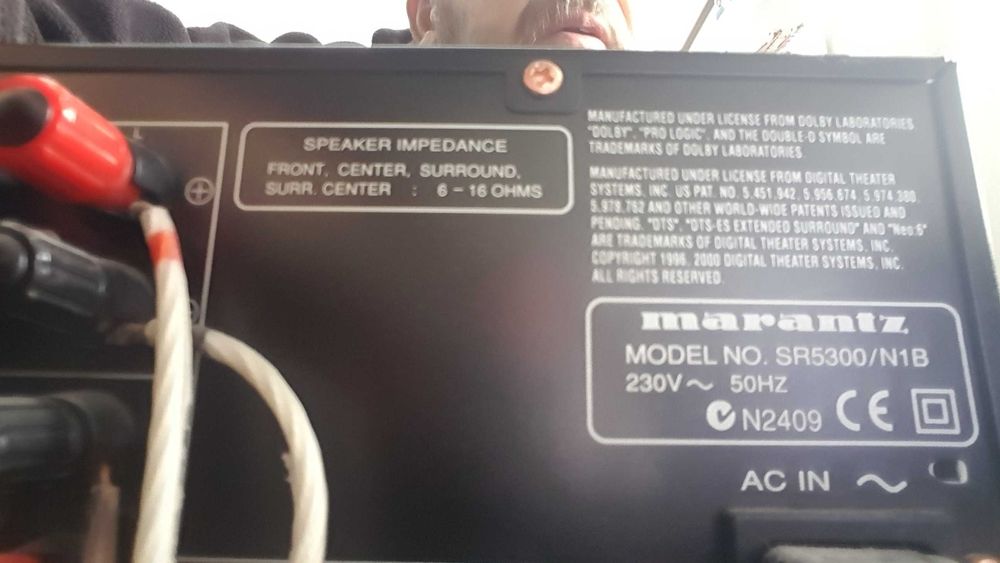 L
SPEAKER IMPEDANCE
FRONT, CENTER, SURROUND,
SURR. CENTER : 6 – 16 OHMS
MANUFACTURED UNDER LICENSE FROM DOLBY LABORATORIES.
"DOLBY", "PRO LOGIC", AND THE DOUBLE-D SYMBOL ARE
TRADEMARKS OF DOLBY LABORATORIES.
MANUFACTURED UNDER LICENSE FROM DIGITAL THEATER
SYSTEMS, INC. US PAT. NO. 5,451,942, 5,956,674, 5,974,380,
5,978,762 AND OTHER WORLD-WIDE PATENTS ISSUED AND
PENDING. "DTS", "DTS-ES EXTENDED SURROUND" AND "Neo:6"
ARE TRADEMARKS OF DIGITAL THEATER SYSTEMS, INC.
COPYRIGHT 1996, 2000 DIGITAL THEATER SYSTEMS, INC.
ALL RIGHTS RESERVED.
marantz
MODEL NO. SR5300/N1B
230V ~ 50HZ
N2409 CE
AC IN ~